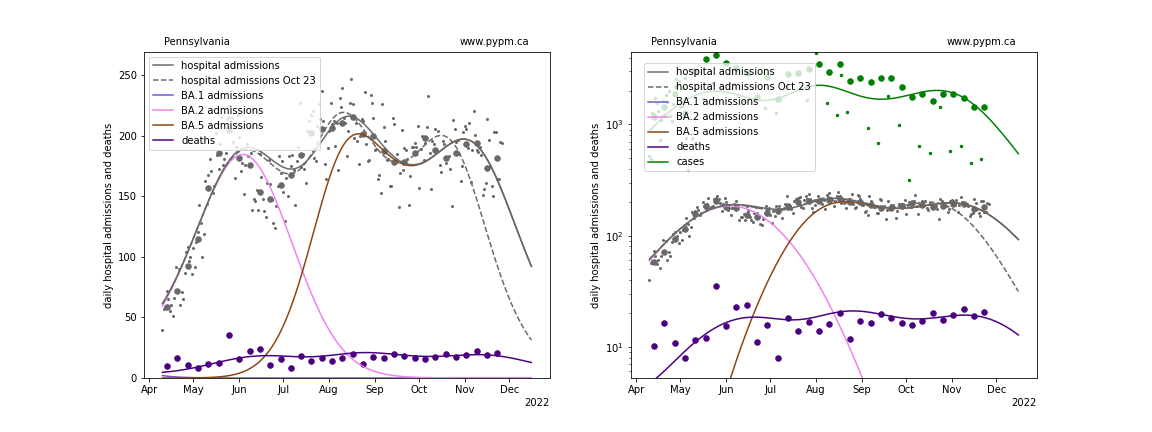 Pennsylvania www.pypm.ca
daily hospital admissions and deaths
250
200
150
100
50
0
hospital admissions
hospital admissions Oct 23
BA.1 admissions
BA.2 admissions
BA.5 admissions
deaths
Apr May Jun Jul Aug Sep Oct Nov Dec
2022
Pennsylvania www.pypm.ca
daily hospital admissions and deaths
10³
10²
10¹
hospital admissions
hospital admissions Oct 23
BA.1 admissions
BA.2 admissions
BA.5 admissions
deaths
cases
Apr May Jun Jul Aug Sep Oct Nov Dec
2022